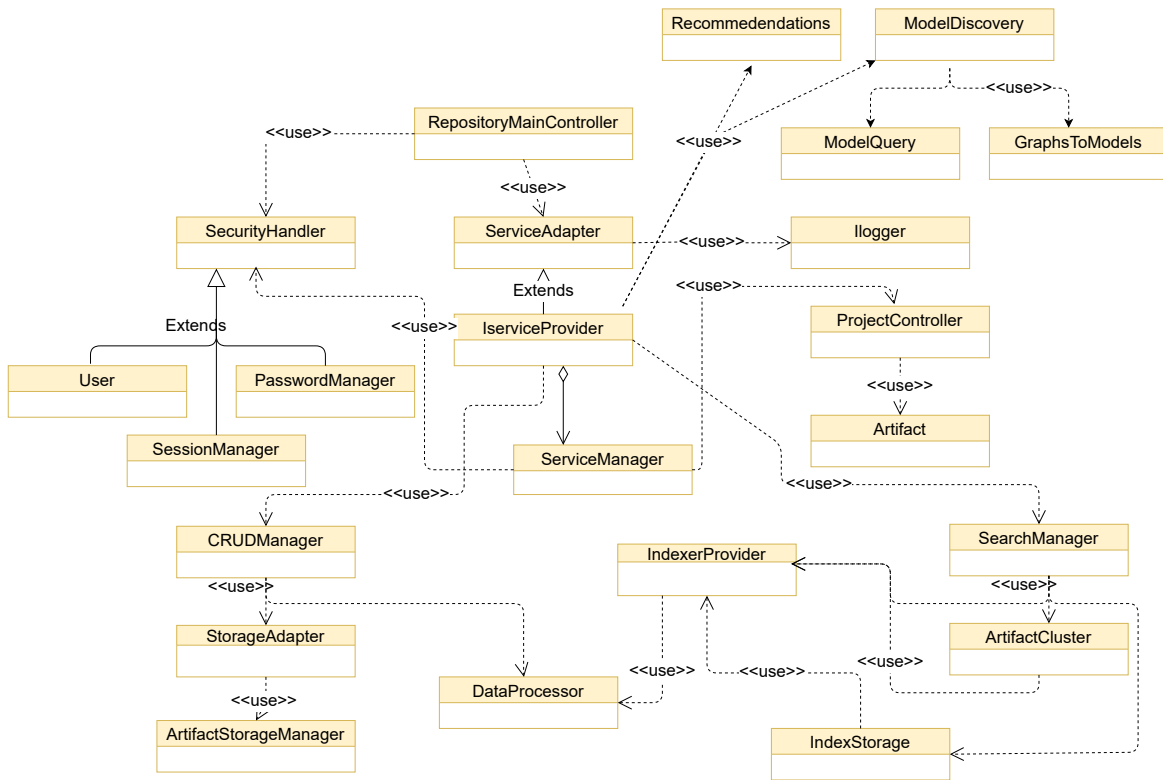 Recommedendations
ModelDiscovery
<<use>>
RepositoryMainController
<<use>>
<<use>>
ModelQuery
GraphsToModels
<<use>>
SecurityHandler
ServiceAdapter
<<use>>
Ilogger
<<use>>
Extends
Extends
<<use>>
IserviceProvider
ProjectController
User
PasswordManager
<<use>>
Artifact
SessionManager
ServiceManager
<<use>>
<<use>>
CRUDManager
SearchManager
IndexerProvider
<<use>>
<<use>>
StorageAdapter
ArtifactCluster
<<use>>
<<use>>
<<use>>
<<use>>
DataProcessor
ArtifactStorageManager
IndexStorage